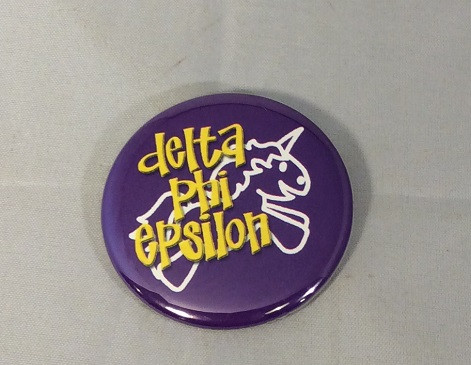 delta
phi
epsilon